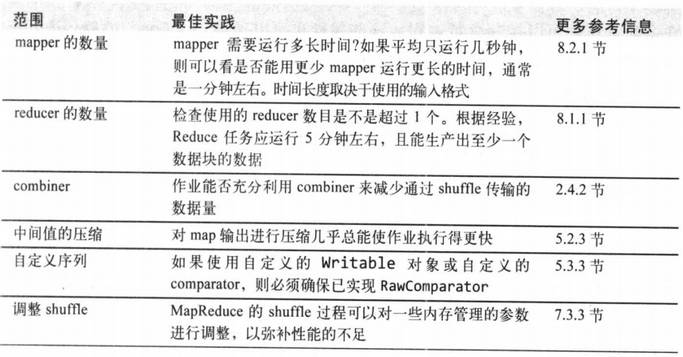 范围 最佳实践 更多参考信息
mapper 的数量 mapper 需要运行多长时间?如果平均只运行几秒钟, 8.2.1 节
则可以看是否能用更少 mapper 运行更长的时间，通常
是一分钟左右。时间长度取决于使用的输入格式
reducer 的数量 检查使用的 reducer 数目是不是超过 1 个。根据经验， 8.1.1 节
Reduce 任务应运行 5 分钟左右，且能生产出至少一个
数据块的数据
combiner 作业能否充分利用 combiner 来减少通过 shuffle 传输的 2.4.2 节
数据量
中间值的压缩 对 map 输出进行压缩几乎总能使作业执行得更快 5.2.3 节
自定义序列 如果使用自定义的 Writable 对象或自定义的 5.3.3 节
comparator，则必须确保已实现 RawComparator
调整 shuffle MapReduce 的 shuffle 过程可以对一些内存管理的参数 7.3.3 节
进行调整，以弥补性能的不足